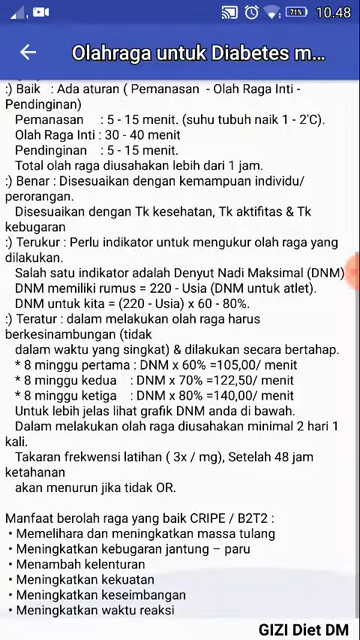 71%
10.48
Olahraga untuk Diabetes m...
:) Baik : Ada aturan ( Pemanasan - Olah Raga Inti -
Pendinginan)
Pemanasan : 5 - 15 menit. (suhu tubuh naik 1 - 2'C).
Olah Raga Inti : 30 - 40 menit
Pendinginan : 5 - 15 menit.
Total olah raga diusahakan lebih dari 1 jam.
:) Benar : Disesuaikan dengan kemampuan individu/
perorangan.
Disesuaikan dengan Tk kesehatan, Tk aktifitas & Tk
kebugaran
:) Terukur : Perlu indikator untuk mengukur olah raga yang
dilakukan.
Salah satu indikator adalah Denyut Nadi Maksimal (DNM)
DNM memiliki rumus = 220 - Usia (DNM untuk atlet).
DNM untuk kita = (220 - Usia) x 60 - 80%.
:) Teratur : dalam melakukan olah raga harus
berkesinambungan (tidak
dalam waktu yang singkat) & dilakukan secara bertahap.
* 8 minggu pertama : DNM x 60% =105,00/ menit
* 8 minggu kedua : DNM x 70% =122,50/ menit
* 8 minggu ketiga : DNM x 80% =140,00/ menit
Untuk lebih jelas lihat grafik DNM anda di bawah.
Dalam melakukan olah raga diusahakan minimal 2 hari 1
kali.
Takaran frekwensi latihan ( 3x / mg), Setelah 48 jam
ketahanan
akan menurun jika tidak OR.
Manfaat berolah raga yang baik CRIPE / B2T2 :
• Memelihara dan meningkatkan massa tulang
• Meningkatkan kebugaran jantung – paru
• Menambah kelenturan
• Meningkatkan kekuatan
• Meningkatkan keseimbangan
• Meningkatkan waktu reaksi
GIZI Diet DM